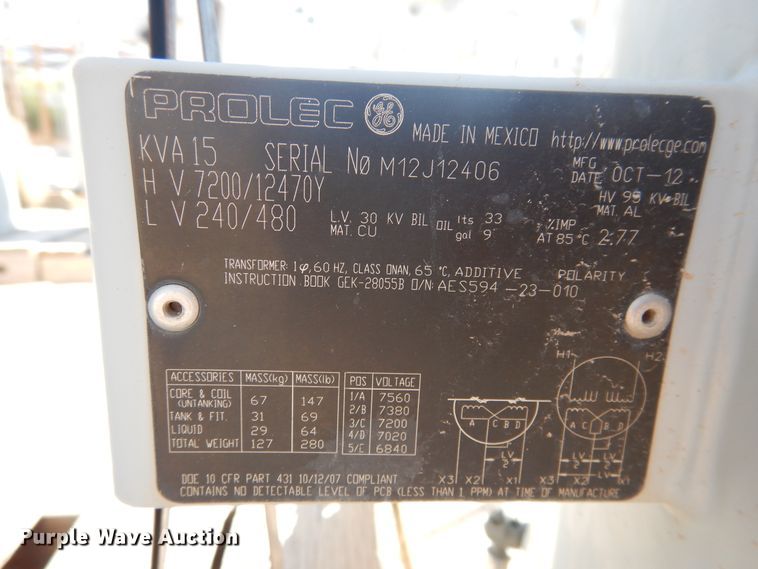 PROLEC GE
MADE IN MEXICO http://www.prolecge.com
KVA 15 SERIAL Nø M12J12406 MFG DATE OCT-12
H V 7200/12470Y HV 95 KV BIL MAT. AL
L V 240/480 L.V. 30 KV BIL MAT. CU OIL lts 33 gal 9 %IMP AT 85°C 2.77
TRANSFORMER: 1φ, 60 HZ, CLASS ONAN, 65 °C, ADDITIVE POLARITY
INSTRUCTION BOOK GEK-28055B O/N: AES594 -23-010
ACCESSORIES MASS(kg) MASS(lb)
CORE & COIL (UNTANKING) 67 147
TANK & FIT. 31 69
LIQUID 29 64
TOTAL WEIGHT 127 280
POS VOLTAGE
1/A 7560
2/B 7380
3/C 7200
4/D 7020
5/E 6840
H1 H2
A C B D A C B D
LV 2 LV 2
X3 X2 X1 X3 X2 X1
DOE 10 CFR PART 431 10/12/07 COMPLIANT
CONTAINS NO DETECTABLE LEVEL OF PCB (LESS THAN 1 PPM) AT TIME OF MANUFACTURE
Purple Wave Auction